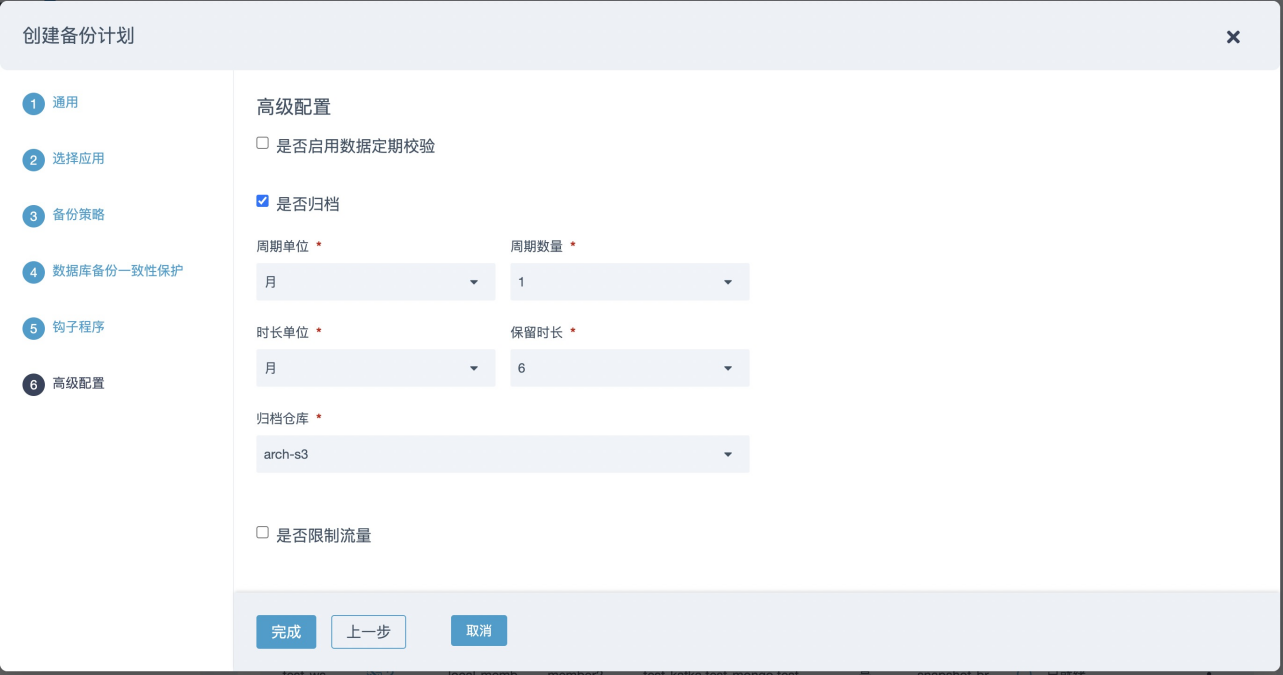 创建备份计划
1 通用
2 选择应用
3 备份策略
4 数据库备份一致性保护
5 钩子程序
6 高级配置
高级配置
是否启用数据定期校验
是否归档
周期单位 * 周期数量 *
月 1
时长单位 * 保留时长 *
月 6
归档仓库 *
arch-s3
是否限制流量
完成 上一步 取消